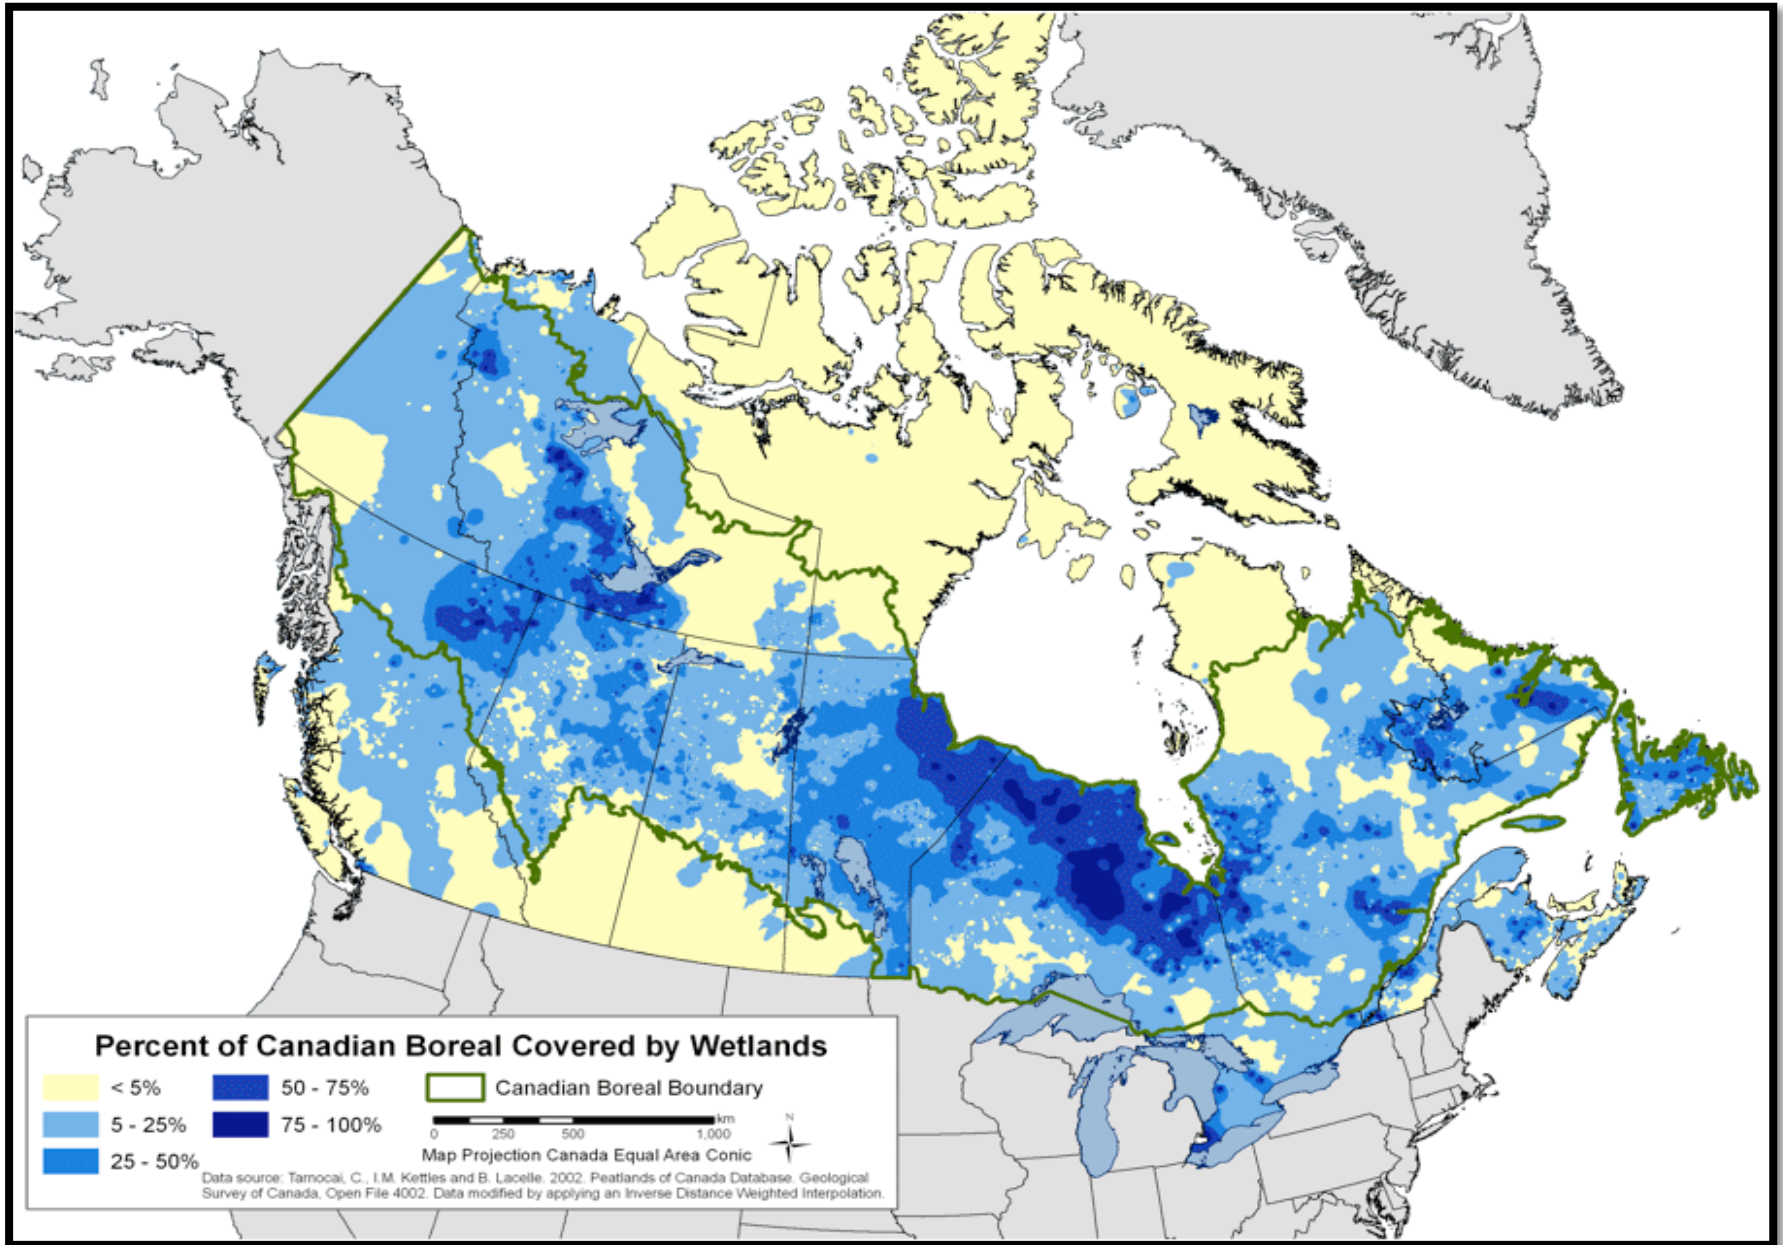 Percent of Canadian Boreal Covered by Wetlands
< 5%
5 - 25%
25 - 50%
50 - 75%
75 - 100%
Canadian Boreal Boundary
km
0 250 500 1,000
N
Map Projection Canada Equal Area Conic
Data source: Tarnocai, C., I.M. Kettles and B. Lacelle. 2002. Peatlands of Canada Database. Geological
Survey of Canada, Open File 4002. Data modified by applying an Inverse Distance Weighted Interpolation.